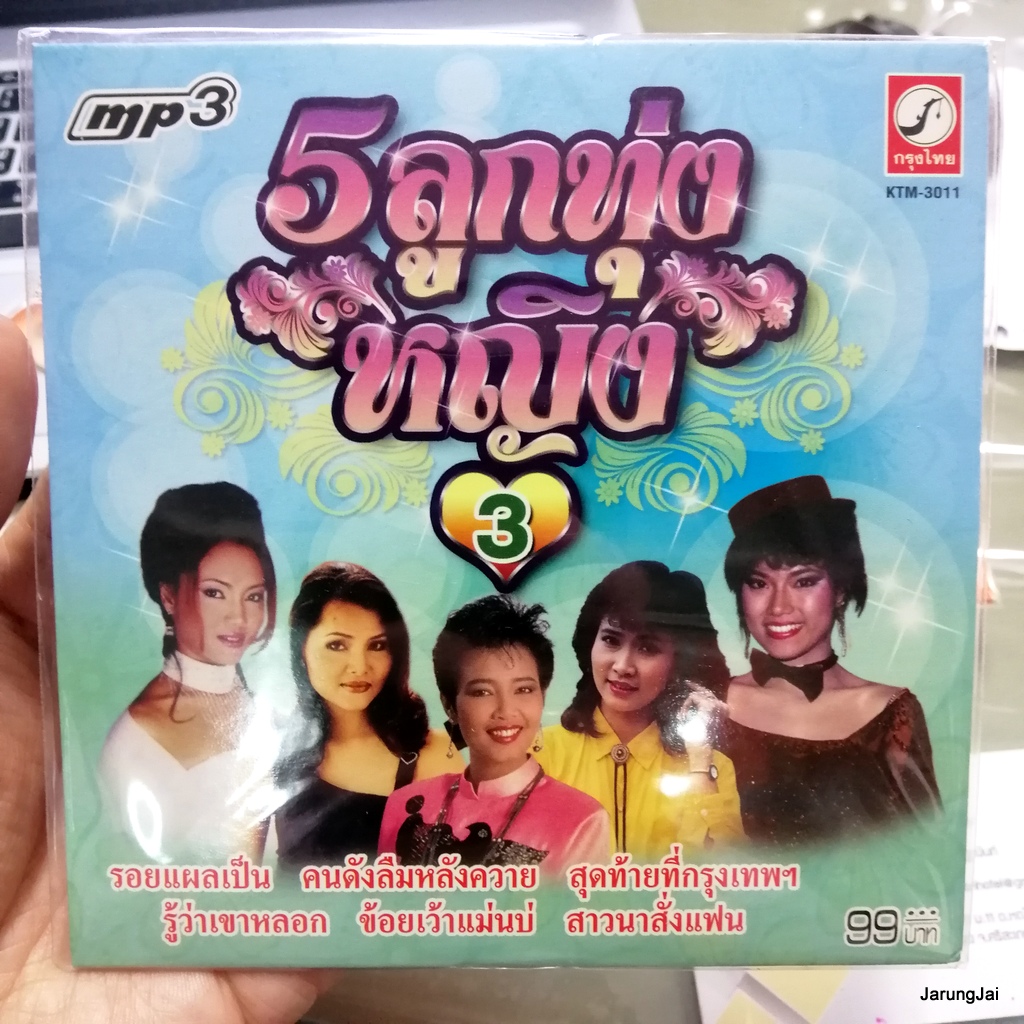 mp3
5 ลูกทุ่ง
หญิง
3
กรุงไทย
KTM-3011
รอยแผลเป็น คนดังลืมหลังควาย สุดท้ายที่กรุงเทพฯ
รู้ว่าเขาหลอก ข้อยเว้าแม่นบ่ สาวนาสั่งแฟน
99 บาท
JarungJai